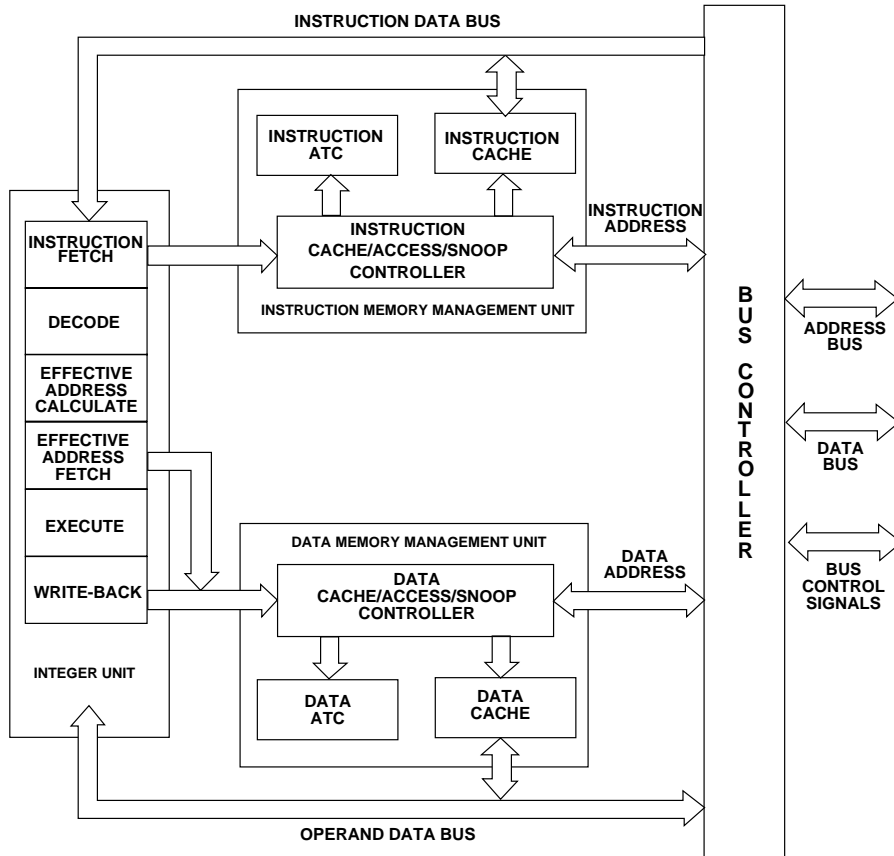 INSTRUCTION DATA BUS
INSTRUCTION
ATC
INSTRUCTION
CACHE
INSTRUCTION
ADDRESS
INSTRUCTION
FETCH
INSTRUCTION
CACHE/ACCESS/SNOOP
CONTROLLER
INSTRUCTION MEMORY MANAGEMENT UNIT
DECODE
EFFECTIVE
ADDRESS
CALCULATE
EFFECTIVE
ADDRESS
FETCH
EXECUTE
WRITE-BACK
INTEGER UNIT
DATA MEMORY MANAGEMENT UNIT
DATA
CACHE/ACCESS/SNOOP
CONTROLLER
DATA
ADDRESS
DATA
ATC
DATA
CACHE
OPERAND DATA BUS
BUS CONTROLLER
ADDRESS
BUS
DATA
BUS
BUS
CONTROL
SIGNALS